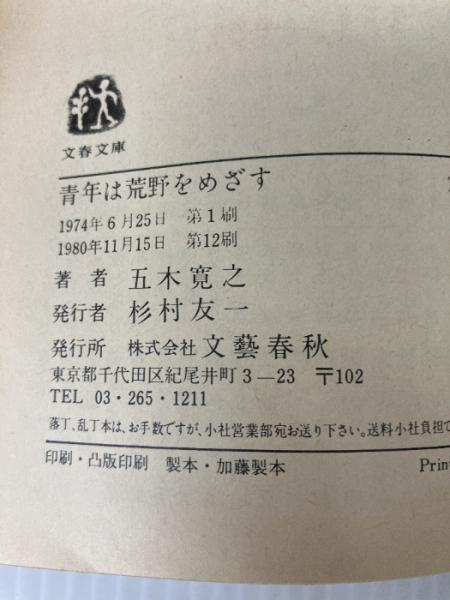 文春文庫
青年は荒野をめざす
1974年6月25日 第1刷
1980年11月15日 第12刷
著者 五木寛之
発行者 杉村友一
発行所 株式会社 文藝春秋
東京都千代田区紀尾井町3—23 〒102
TEL 03・265・1211
落丁、乱丁本は、お手数ですが、小社営業部宛お送り下さい。送料小社負担で
印刷・凸版印刷 製本・加藤製本 Print